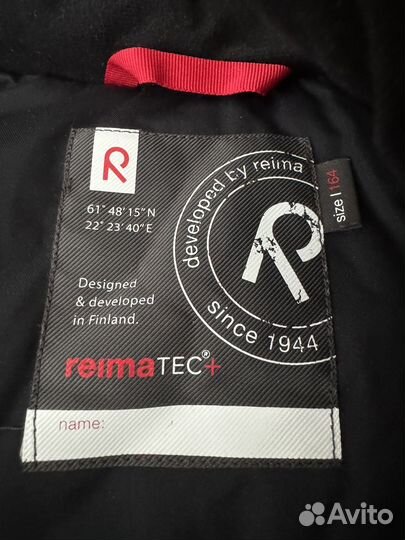 R
61° 48' 15" N
22° 23' 40" E
Designed
& developed
in Finland.
reimaTEC®+
name:
developed by reima
since 1944
size | 164
Avito